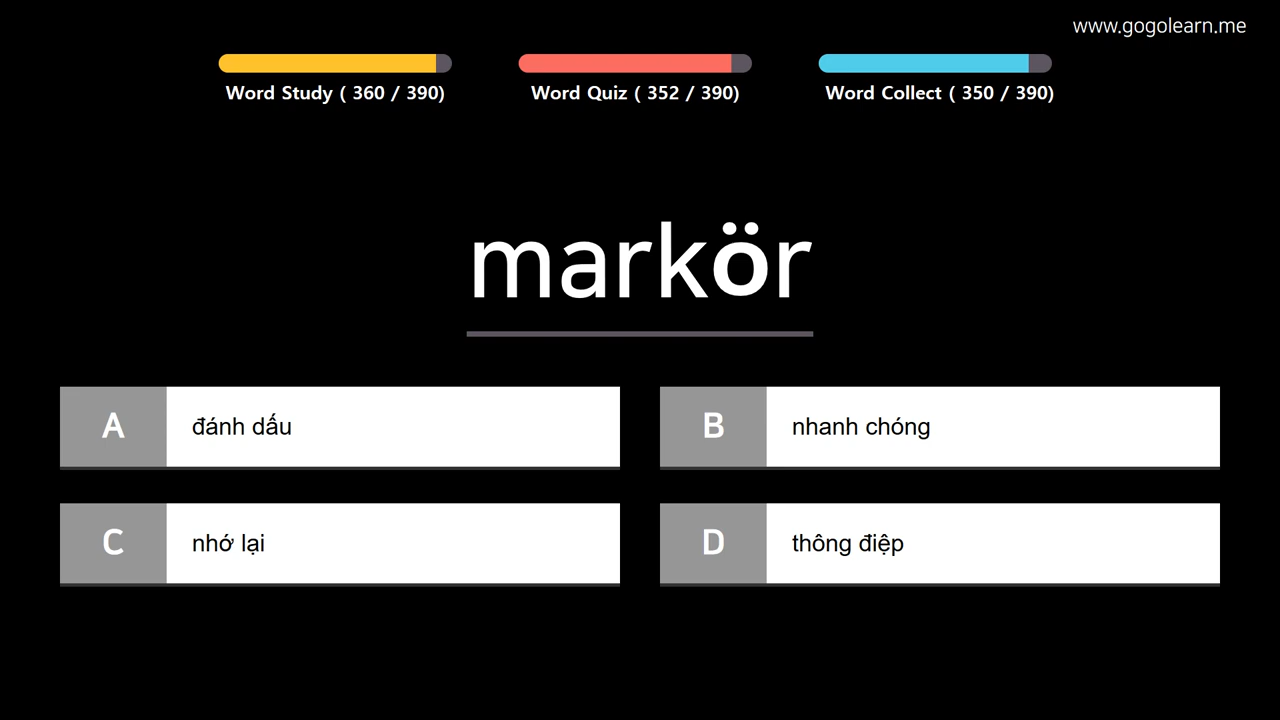 www.gogolearn.me
Word Study ( 360 / 390)
Word Quiz ( 352 / 390)
Word Collect ( 350 / 390)
markör
A đánh dấu
B nhanh chóng
C nhớ lại
D thông điệp